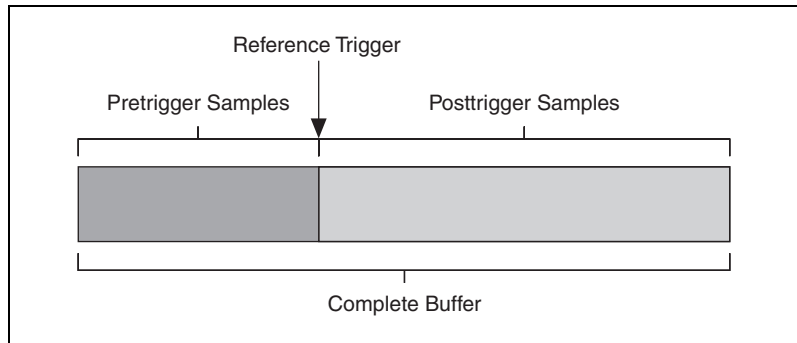 Reference Trigger
Pretrigger Samples
Posttrigger Samples
Complete Buffer